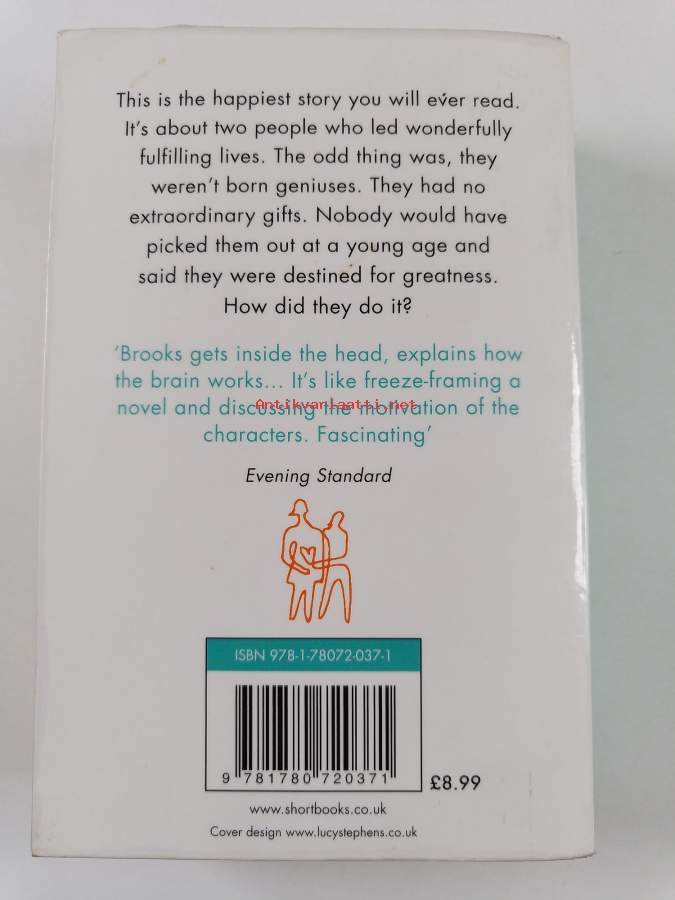 This is the happiest story you will ever read.
It's about two people who led wonderfully
fulfilling lives. The odd thing was, they
weren't born geniuses. They had no
extraordinary gifts. Nobody would have
picked them out at a young age and
said they were destined for greatness.
How did they do it?
'Brooks gets inside the head, explains how
the brain works... It's like freeze-framing a
novel and discussing the motivation of the
Antikvariaatti.net
characters. Fascinating'
Evening Standard
ISBN 978-1-78072-037-1
9 781780 720371
£8.99
www.shortbooks.co.uk
Cover design www.lucystephens.co.uk